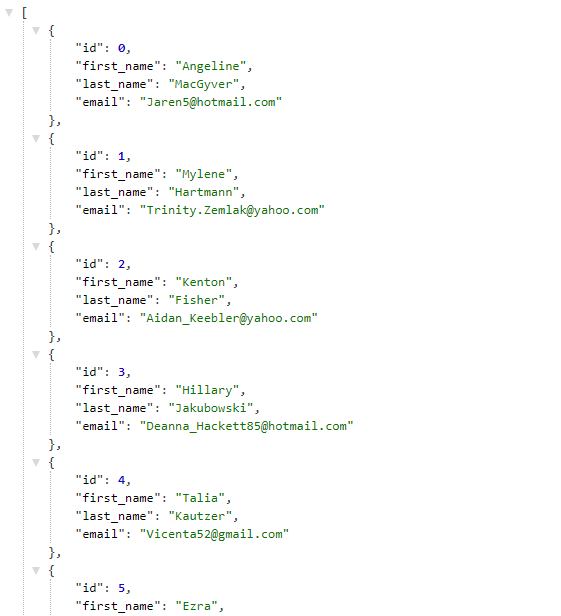 [
{
"id": 0,
"first_name": "Angeline",
"last_name": "MacGyver",
"email": "Jaren5@hotmail.com"
},
{
"id": 1,
"first_name": "Mylene",
"last_name": "Hartmann",
"email": "Trinity.Zemlak@yahoo.com"
},
{
"id": 2,
"first_name": "Kenton",
"last_name": "Fisher",
"email": "Aidan_Keebler@yahoo.com"
},
{
"id": 3,
"first_name": "Hillary",
"last_name": "Jakubowski",
"email": "Deanna_Hackett85@hotmail.com"
},
{
"id": 4,
"first_name": "Talia",
"last_name": "Kautzer",
"email": "Vicenta52@gmail.com"
},
{
"id": 5,
"first_name": "Ezra",